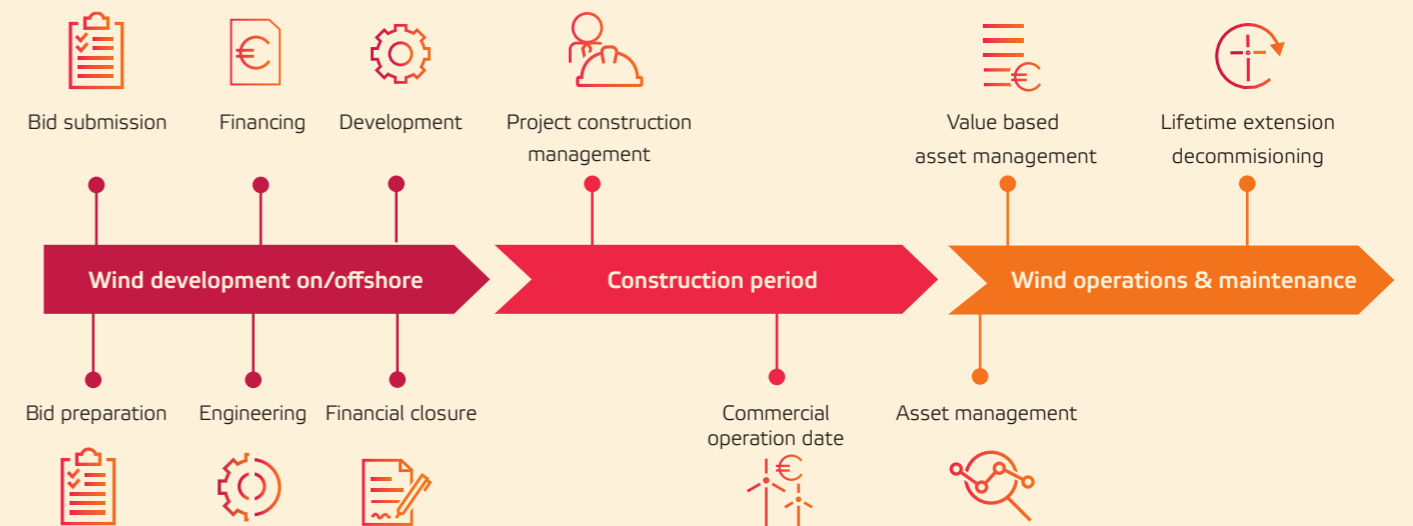 Bid submission
Financing
Development
Project construction
management
Value based
asset management
Lifetime extension
decommisioning
Wind development on/offshore
Construction period
Wind operations & maintenance
Bid preparation
Engineering
Financial closure
Commercial
operation date
Asset management